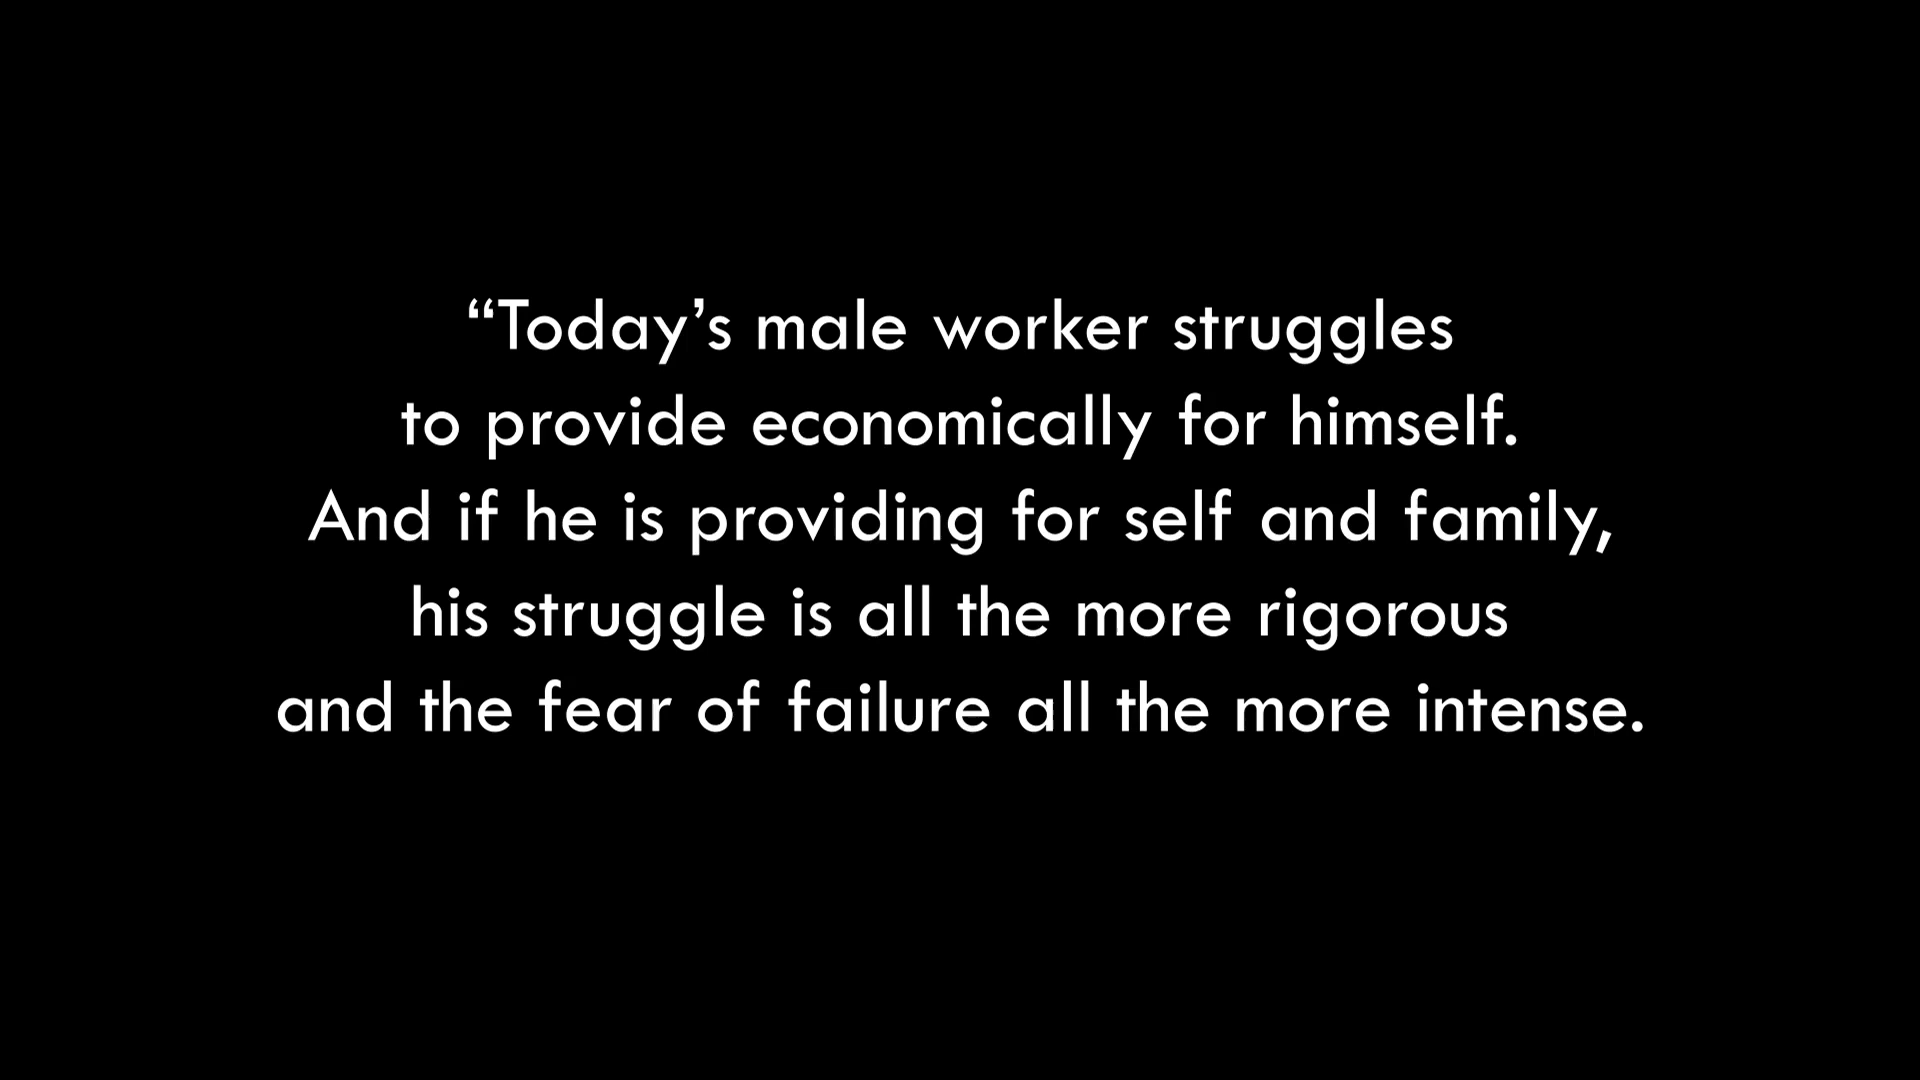 “Today’s male worker struggles
to provide economically for himself.
And if he is providing for self and family,
his struggle is all the more rigorous
and the fear of failure all the more intense.